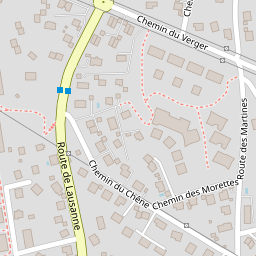 Chemin du Verger
Route des Martines
Route de Lausanne
Chemin du Chêne
Chemin des Morettes